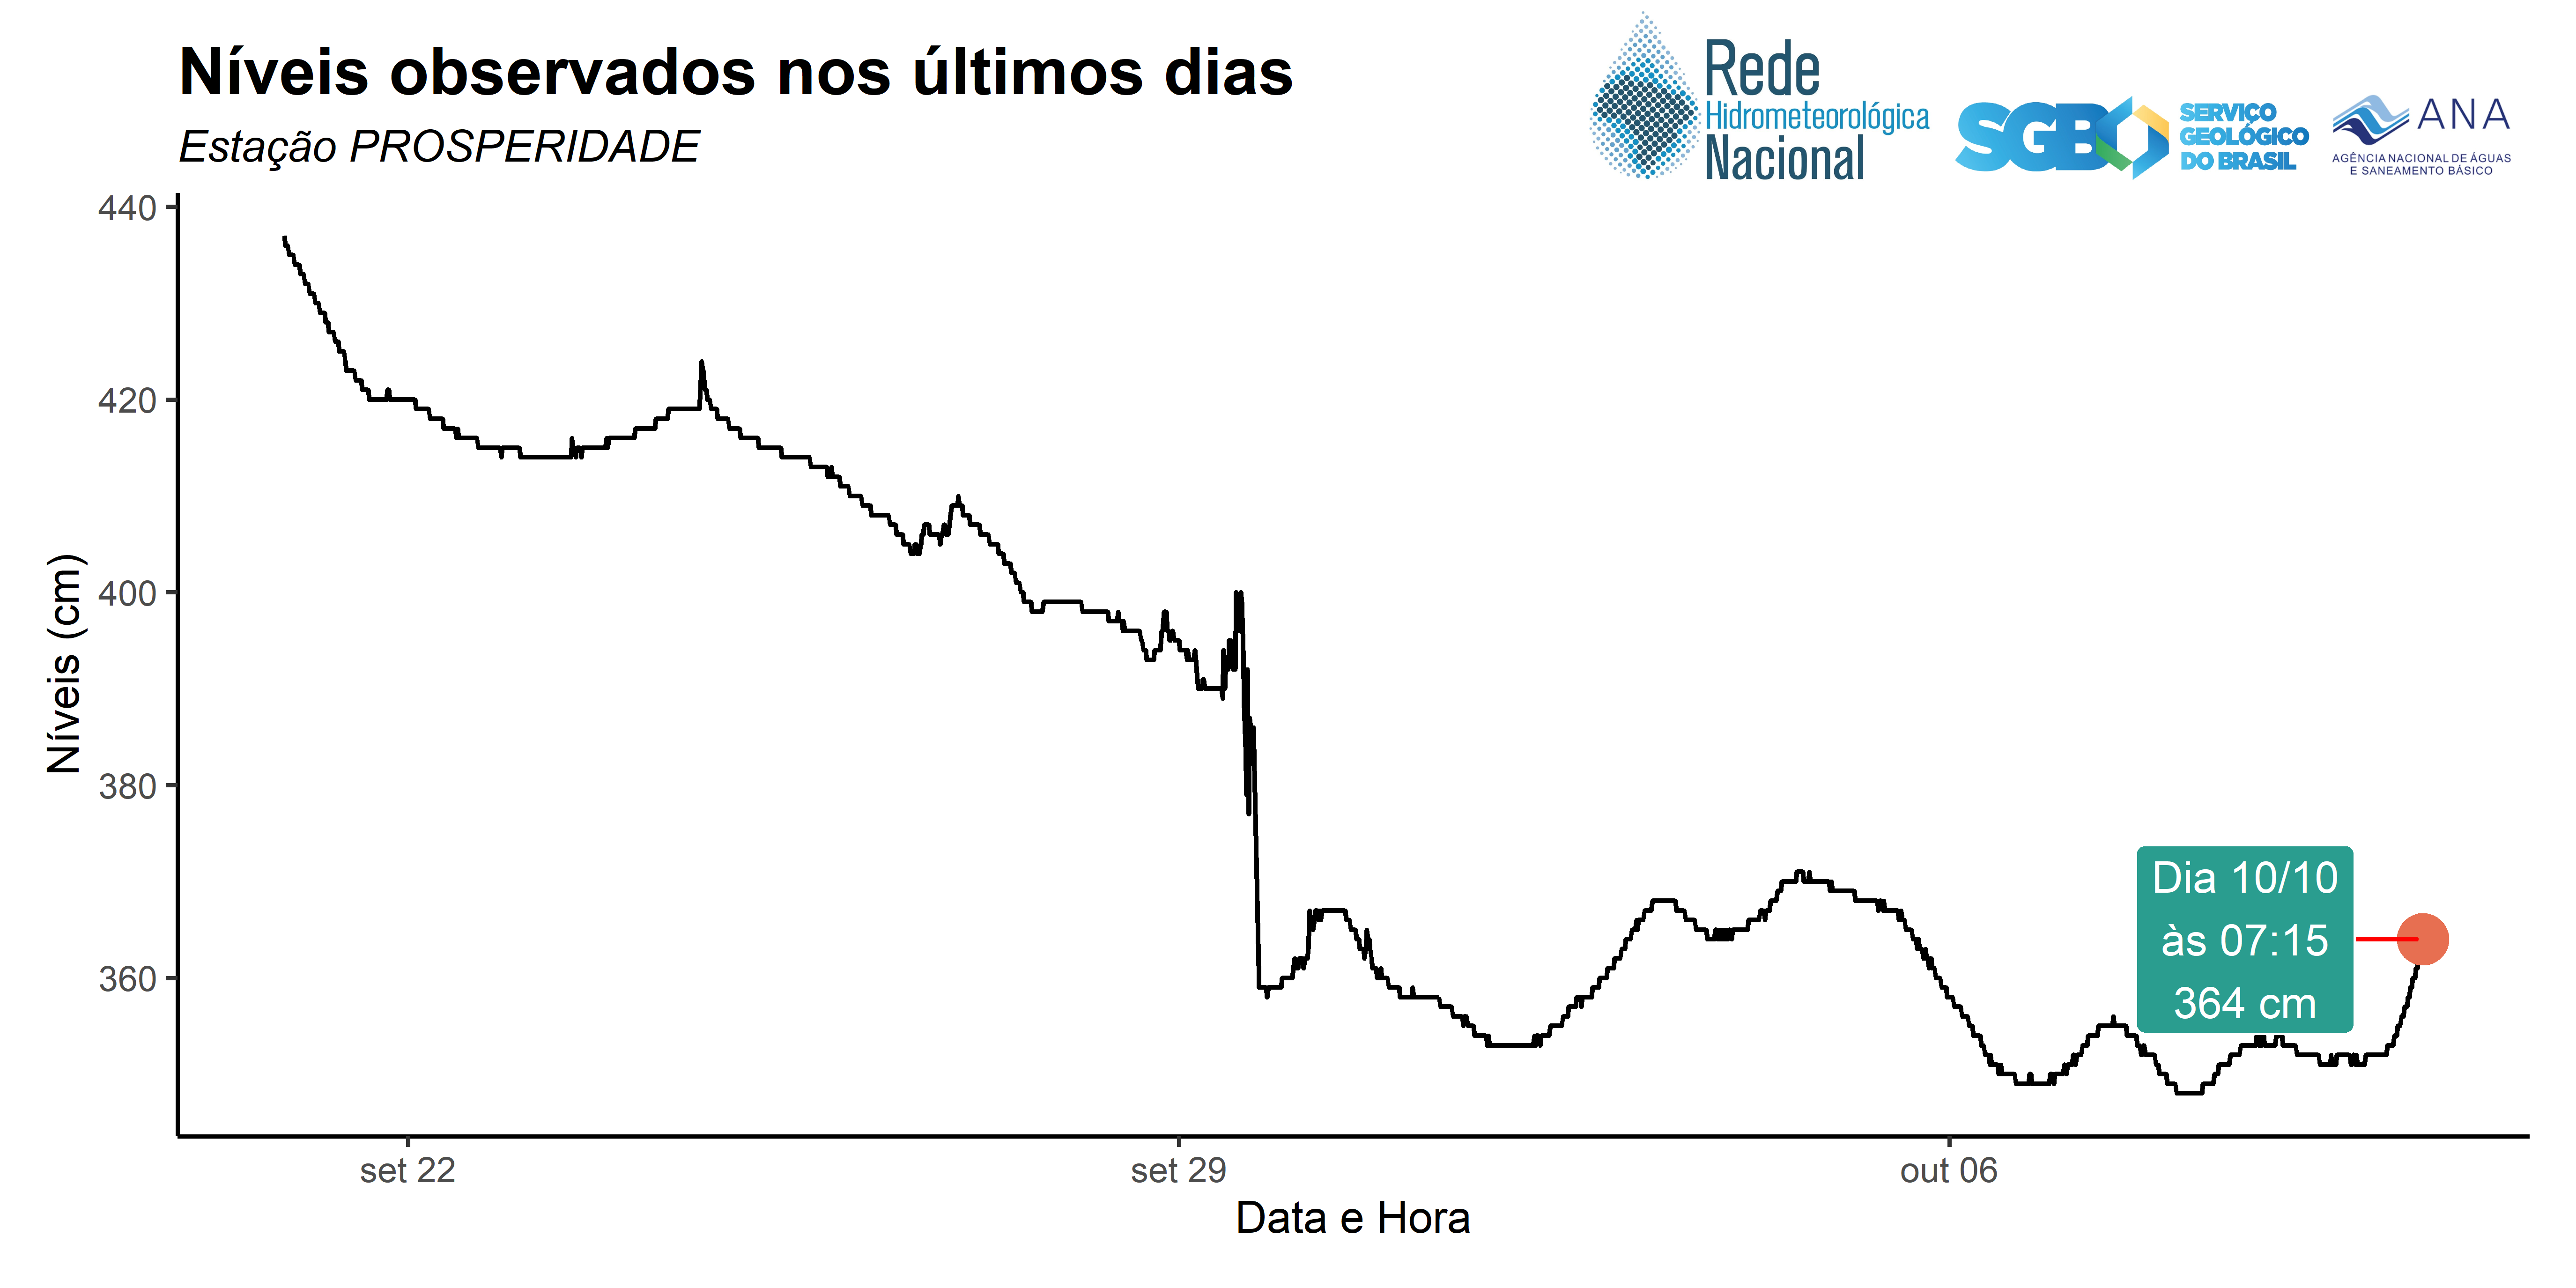 Níveis observados nos últimos dias
Estação PROSPERIDADE
Rede
Hidrometeorológica
Nacional
SGB
SERVIÇO
GEOLÓGICO
DO BRASIL
ANA
AGÊNCIA NACIONAL DE ÁGUAS
E SANEAMENTO BÁSICO
Níveis (cm)
440
420
400
380
360
Dia 10/10
às 07:15
364 cm
set 22
set 29
out 06
Data e Hora